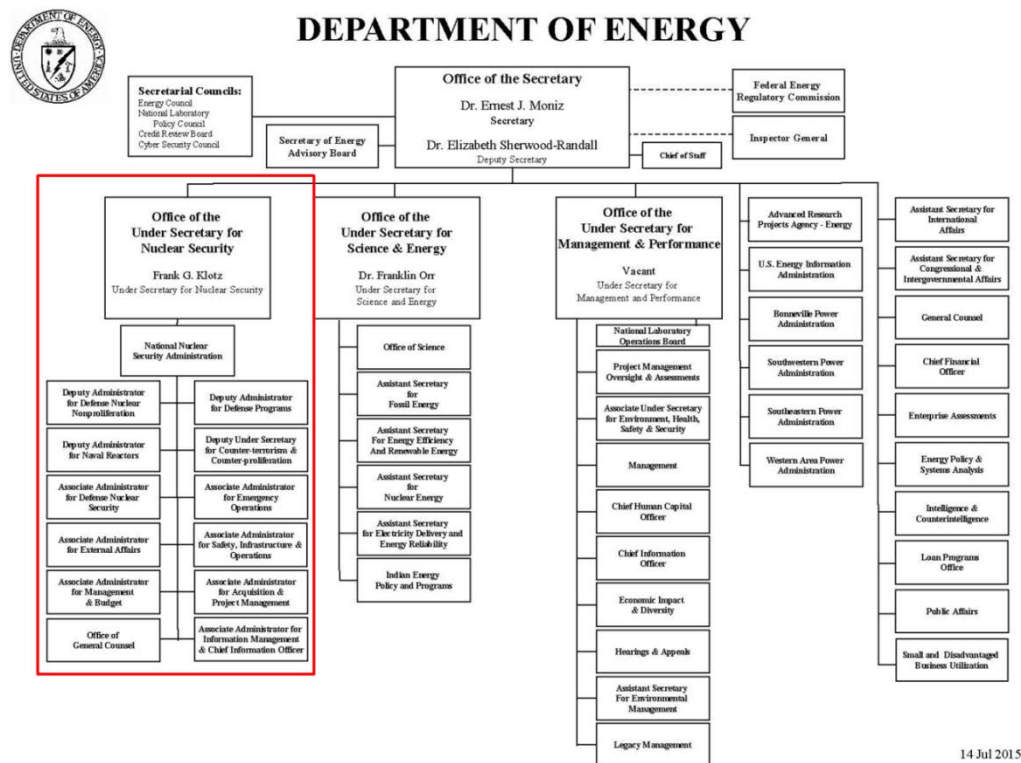 DEPARTMENT OF ENERGY
DEPARTMENT OF ENERGY
UNITED STATES OF AMERICA
Secretarial Councils:
Energy Council
National Laboratory
Policy Council
Credit Review Board
Cyber Security Council
Secretary of Energy
Advisory Board
Office of the Secretary
Dr. Ernest J. Moniz
Secretary
Dr. Elizabeth Sherwood-Randall
Deputy Secretary
Federal Energy
Regulatory Commission
Inspector General
Chief of Staff
Office of the
Under Secretary for
Nuclear Security
Frank G. Klotz
Under Secretary for Nuclear Security
National Nuclear
Security Administration
Deputy Administrator
for Defense Nuclear
Nonproliferation
Deputy Administrator
for Defense Programs
Deputy Administrator
for Naval Reactors
Deputy Under Secretary
for Counter-terrorism &
Counter-proliferation
Associate Administrator
for Defense Nuclear
Security
Associate Administrator
for Emergency
Operations
Associate Administrator
for External Affairs
Associate Administrator
for Safety, Infrastructure &
Operations
Associate Administrator
for Management
& Budget
Associate Administrator
for Acquisition &
Project Management
Office of
General Counsel
Associate Administrator for
Information Management
& Chief Information Officer
Office of the
Under Secretary for
Science & Energy
Dr. Franklin Orr
Under Secretary for
Science and Energy
Office of Science
Assistant Secretary
for
Fossil Energy
Assistant Secretary
For Energy Efficiency
And Renewable Energy
Assistant Secretary
for
Nuclear Energy
Assistant Secretary
for Electricity Delivery and
Energy Reliability
Indian Energy
Policy and Programs
Office of the
Under Secretary for
Management & Performance
Vacant
Under Secretary for
Management and Performance
National Laboratory
Operations Board
Project Management
Oversight & Assessments
Associate Under Secretary
for Environment, Health,
Safety & Security
Management
Chief Human Capital
Officer
Chief Information
Officer
Economic Impact
& Diversity
Hearings & Appeals
Assistant Secretary
For Environmental
Management
Legacy Management
Advanced Research
Projects Agency - Energy
U.S. Energy Information
Administration
Bonneville Power
Administration
Southwestern Power
Administration
Southeastern Power
Administration
Western Area Power
Administration
Assistant Secretary for
International
Affairs
Assistant Secretary for
Congressional &
Intergovernmental Affairs
General Counsel
Chief Financial
Officer
Enterprise Assessments
Energy Policy &
Systems Analysis
Intelligence &
Counterintelligence
Loan Programs
Office
Public Affairs
Small and Disadvantaged
Business Utilization
14 Jul 2015